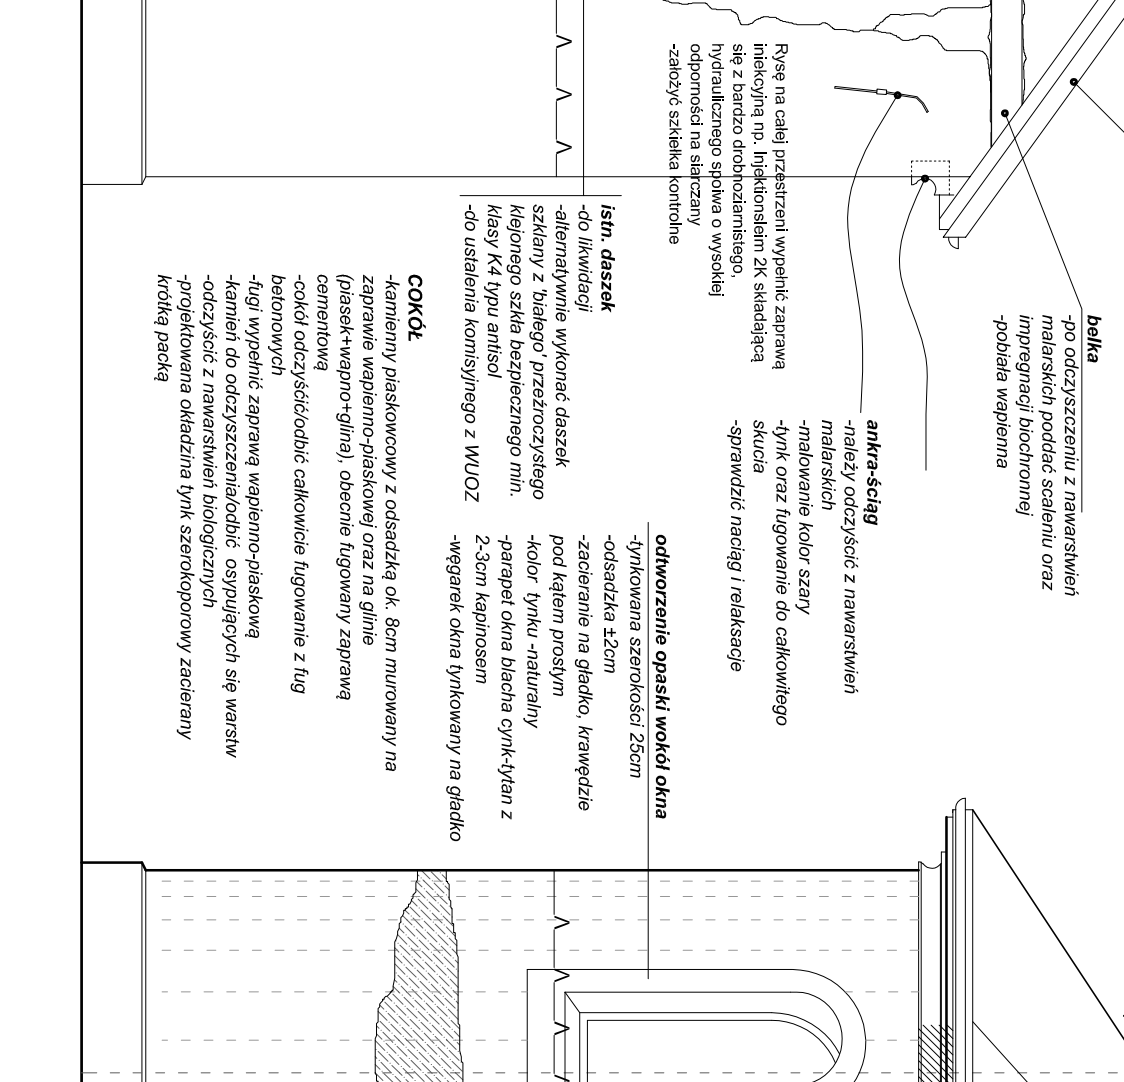 belka
-po odczyszczeniu z nawarstwień
malarskich poddać scaleniu oraz
impregnacji biochronnej
-pobiała wapienna
ankra-ściąg
-należy odczyścić z nawarstwień
malarskich
-malowanie kolor szary
-tynk oraz fugowanie do całkowitego
skucia
-sprawdzić naciąg i relaksacje
Rysę na całej przestrzeni wypełnić zaprawą
iniekcyjną np. Injektionsleim 2K składającą
się z bardzo drobnoziarnistego,
hydraulicznego spoiwa o wysokiej
odporności na siarczany
-założyć szkiełka kontrolne
odtworzenie opaski wokół okna
-tynkowana szerokości 25cm
-odsadzka ±2cm
-zacieranie na gładko, krawędzie
pod kątem prostym
-kolor tynku -naturalny
-parapet okna blacha cynk-tytan z
2-3cm kapinosem
-węgarek okna tynkowany na gładko
istn. daszek
-do likwidacji
-alternatywnie wykonać daszek
szklany z 'białego' przeźroczystego
klejonego szkła bezpiecznego min.
klasy K4 typu antisol
-do ustalenia komisyjnego z WUOZ
COKÓŁ
-kamienny piaskowcowy z odsadzką ok. 8cm murowany na
zaprawie wapienno-piaskowej oraz na glinie
(piasek+wapno+glina), obecnie fugowany zaprawą
cementową
-cokół odczyśćić/odbić całkowicie fugowanie z fug
betonowych
-fugi wypełnić zaprawą wapienno-piaskową
-kamień do odczyszczenia/odbić osypujących się warstw
-odczyścić z nawarstwień biologicznych
-projektowana okładzina tynk szerokoporowy zacierany
krótką packą